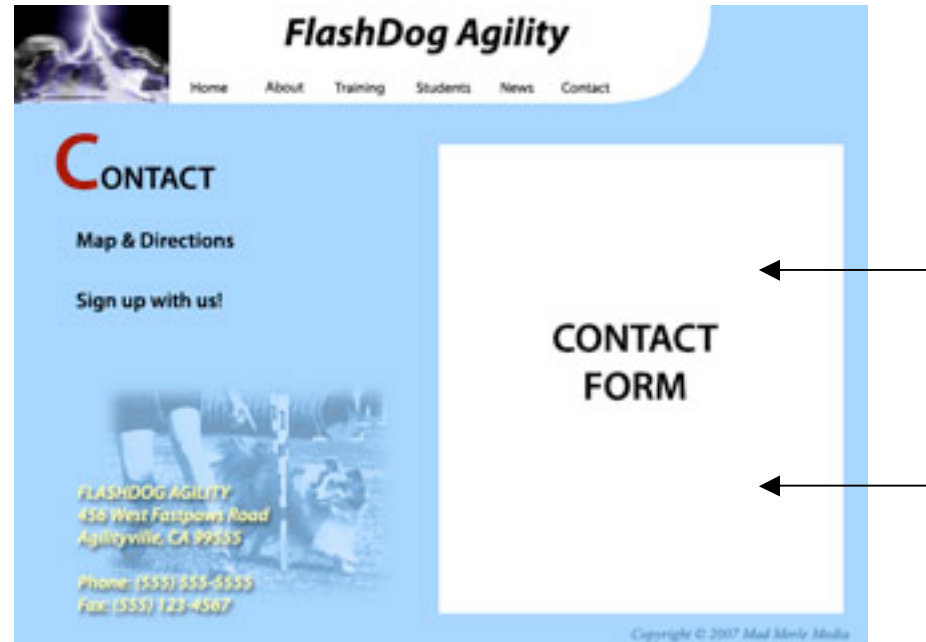 FlashDog Agility
Home About Training Students News Contact
CONTACT
Map & Directions
Sign up with us!
CONTACT
FORM
FLASHDOG AGILITY
456 West Fastpaws Road
Agilityville, CA 99555
Phone: (555) 555-5555
Fax: (555) 123-4567
Copyright © 2007 Mad Merle Media